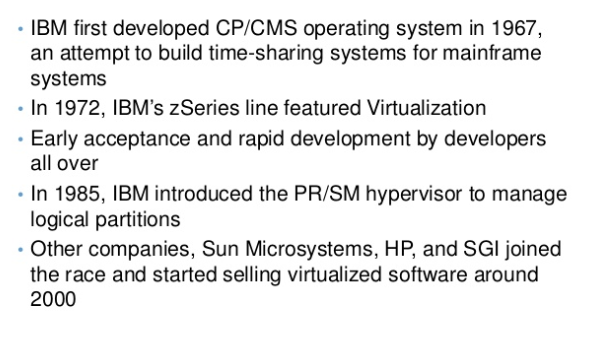 • IBM first developed CP/CMS operating system in 1967,
an attempt to build time-sharing systems for mainframe
systems
• In 1972, IBM's zSeries line featured Virtualization
• Early acceptance and rapid development by developers
all over
• In 1985, IBM introduced the PR/SM hypervisor to manage
logical partitions
• Other companies, Sun Microsystems, HP, and SGI joined
the race and started selling virtualized software around
2000